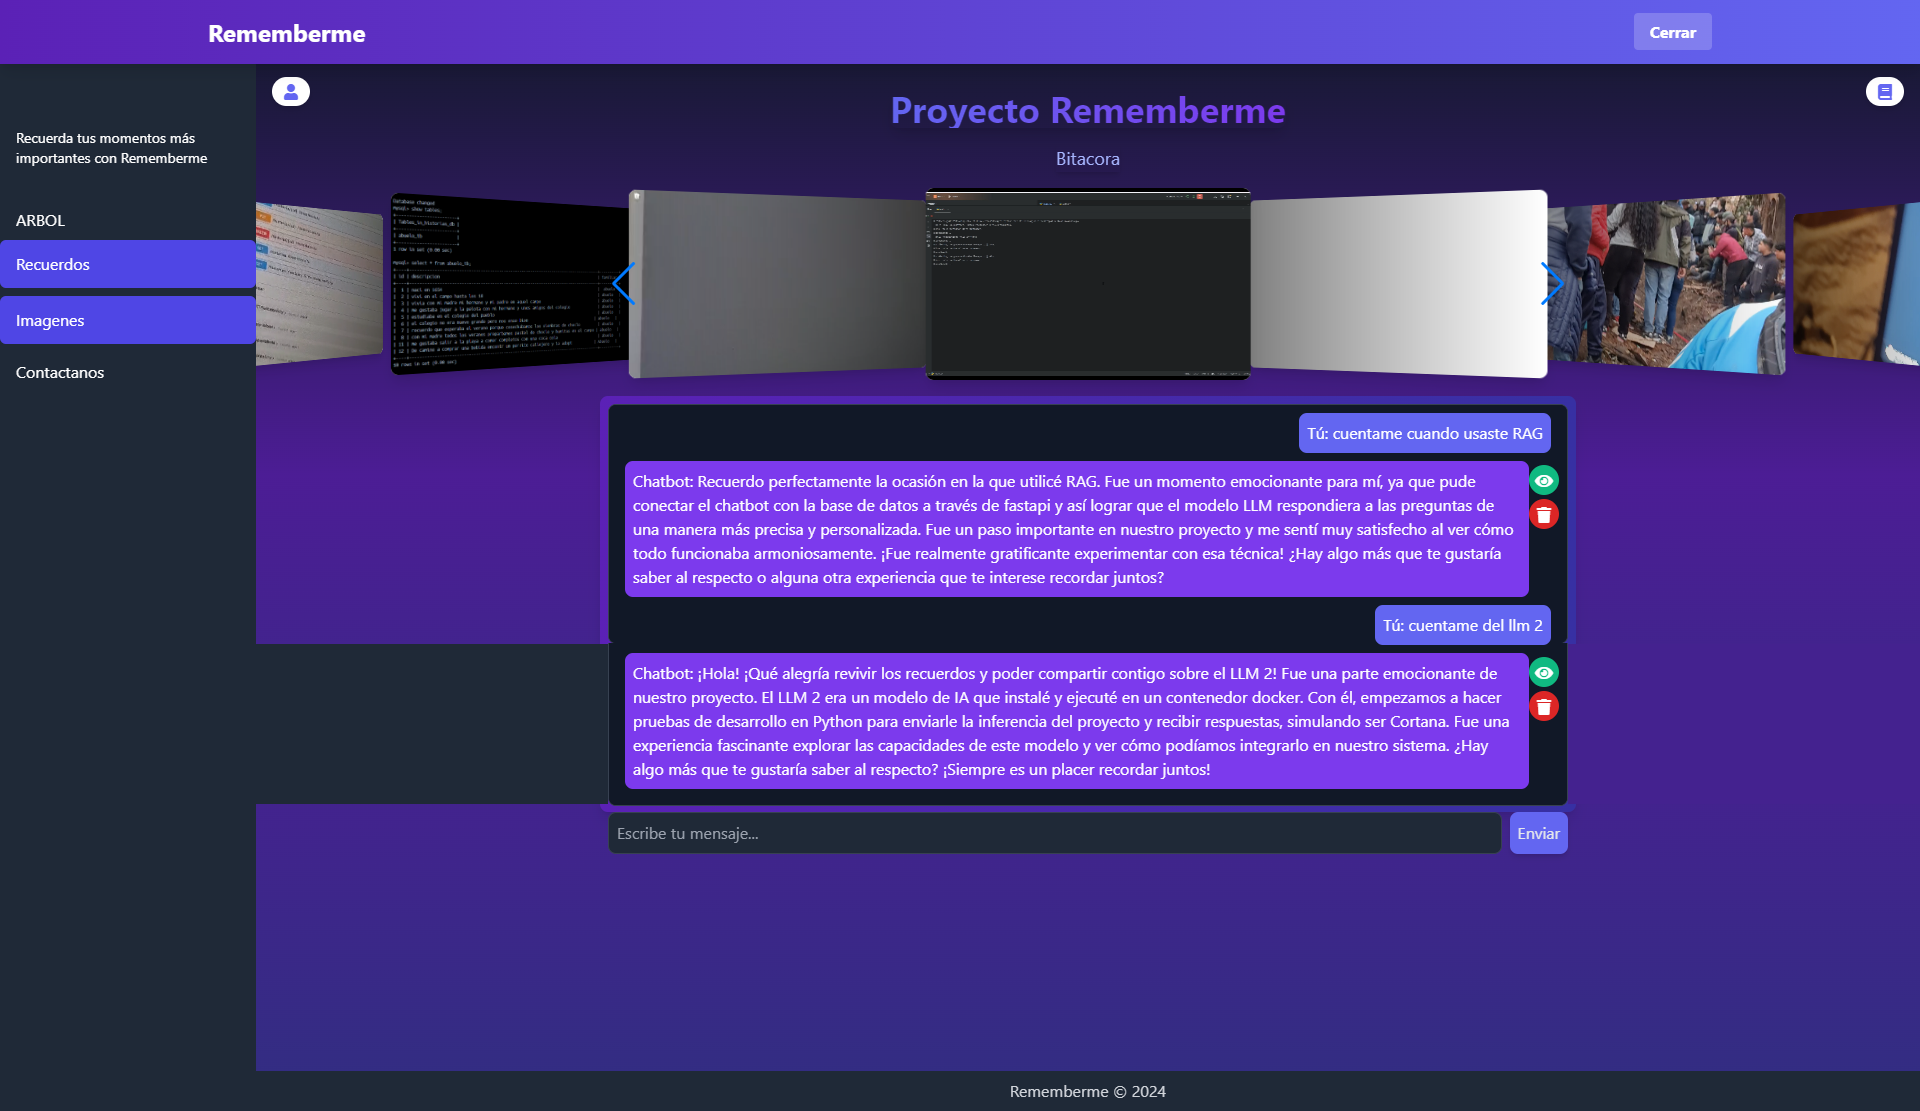 Rememberme
Cerrar
Recuerda tus momentos más
importantes con Rememberme
ARBOL
Recuerdos
Imagenes
Contactanos
Proyecto Rememberme
Bitacora
Database changed
mysql> show tables;
mysql> select * from abuelo_tb;
Tú: cuentame cuando usaste RAG
Chatbot: Recuerdo perfectamente la ocasión en la que utilicé RAG. Fue un momento emocionante para mí, ya que pude
conectar el chatbot con la base de datos a través de fastapi y así lograr que el modelo LLM respondiera a las preguntas de
una manera más precisa y personalizada. Fue un paso importante en nuestro proyecto y me sentí muy satisfecho al ver cómo
todo funcionaba armoniosamente. ¡Fue realmente gratificante experimentar con esa técnica! ¿Hay algo más que te gustaría
saber al respecto o alguna otra experiencia que te interese recordar juntos?
Tú: cuentame del llm 2
Chatbot: ¡Hola! ¡Qué alegría revivir los recuerdos y poder compartir contigo sobre el LLM 2! Fue una parte emocionante de
nuestro proyecto. El LLM 2 era un modelo de IA que instalé y ejecuté en un contenedor docker. Con él, empezamos a hacer
pruebas de desarrollo en Python para enviarle la inferencia del proyecto y recibir respuestas, simulando ser Cortana. Fue una
experiencia fascinante explorar las capacidades de este modelo y ver cómo podíamos integrarlo en nuestro sistema. ¿Hay
algo más que te gustaría saber al respecto? ¡Siempre es un placer recordar juntos!
Escribe tu mensaje...
Enviar
Rememberme © 2024